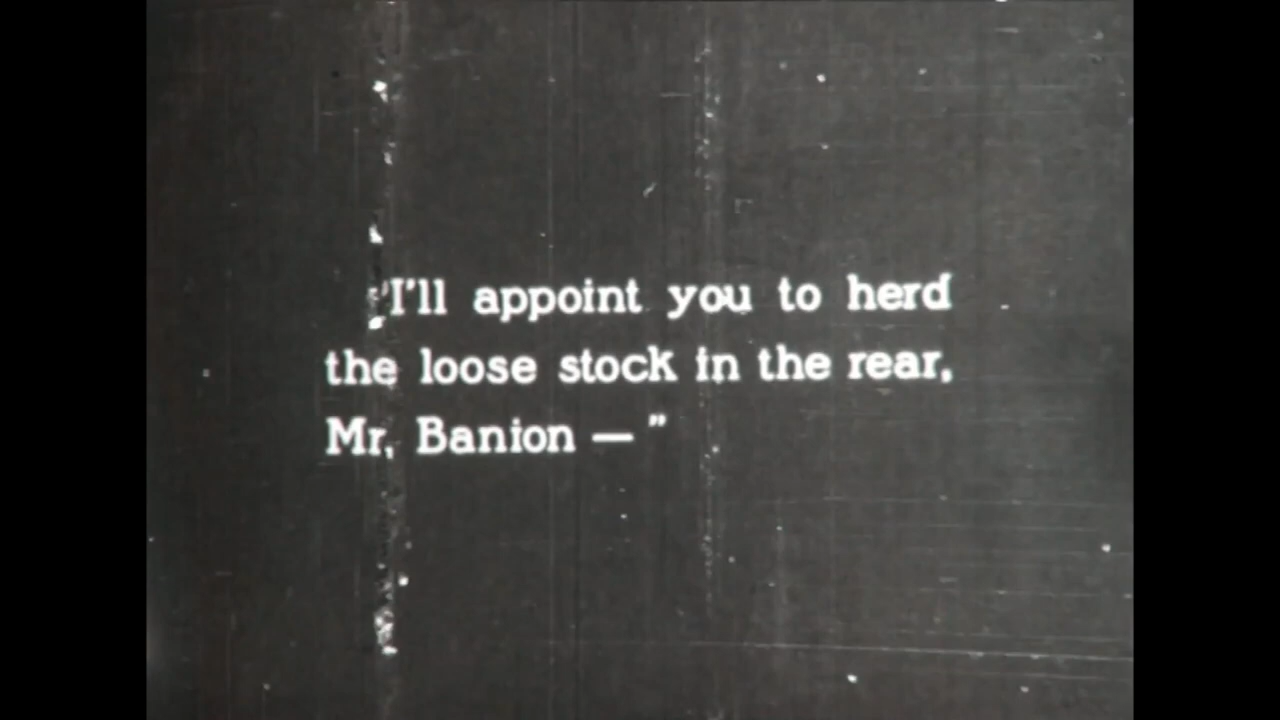 "I'll appoint you to herd
the loose stock in the rear,
Mr. Banion — "